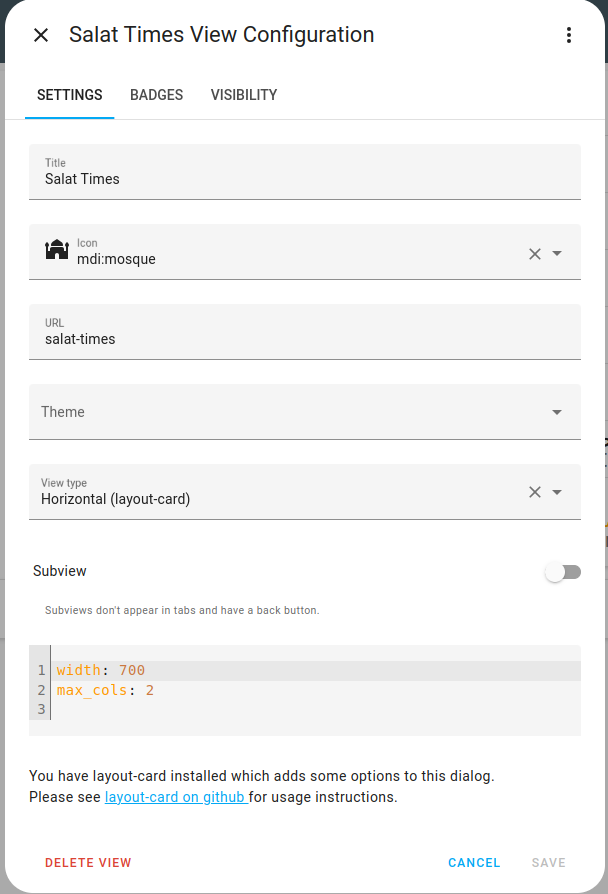 Salat Times View Configuration
SETTINGS BADGES VISIBILITY
Title
Salat Times
Icon
mdi:mosque
URL
salat-times
Theme
View type
Horizontal (layout-card)
Subview
Subviews don't appear in tabs and have a back button.
1 width: 700
2 max_cols: 2
3
You have layout-card installed which adds some options to this dialog.
Please see layout-card on github for usage instructions.
DELETE VIEW CANCEL SAVE